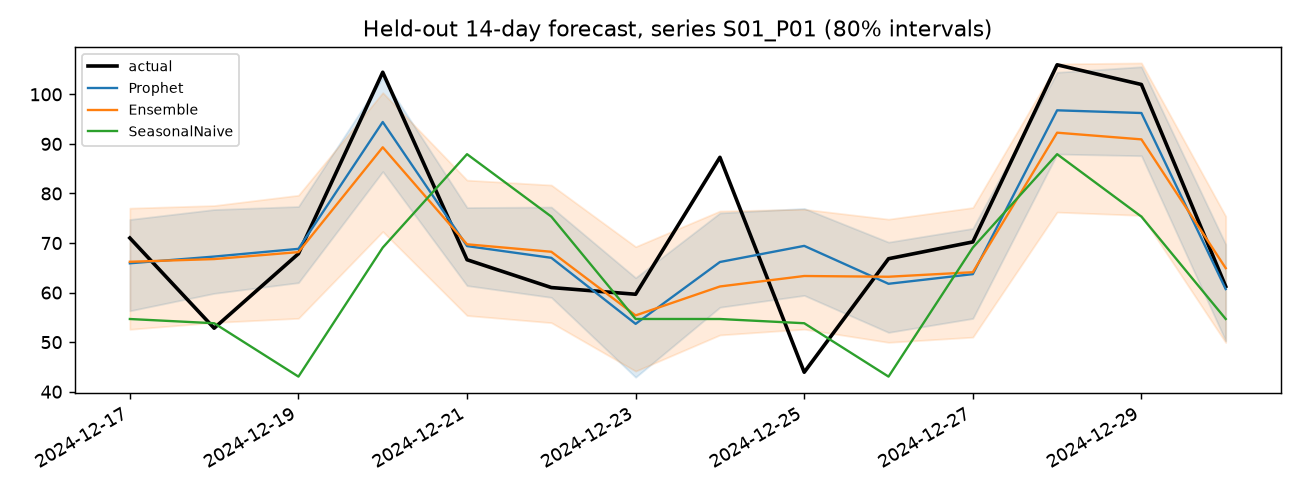 Held-out 14-day forecast, series S01_P01 (80% intervals)
actual
Prophet
Ensemble
SeasonalNaive
100
90
80
70
60
50
40
2024-12-17
2024-12-19
2024-12-21
2024-12-23
2024-12-25
2024-12-27
2024-12-29